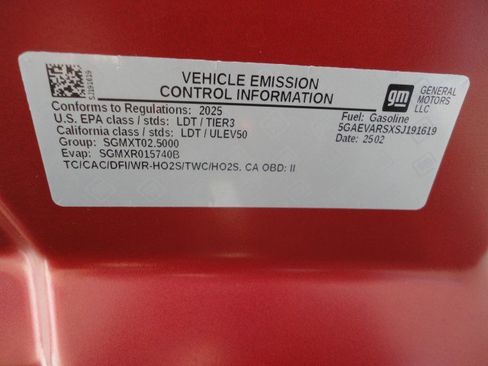 VEHICLE EMISSION
CONTROL INFORMATION
SJ191619
gm
GENERAL
MOTORS
LLC
Conforms to Regulations: 2025
U.S. EPA class / stds: LDT / TIER3
California class / stds: LDT / ULEV50
Group: SGMXT02.5000
Evap: SGMXR015740B
TC/CAC/DFI/WR-HO2S/TWC/HO2S, CA OBD: II
Fuel: Gasoline
5GAEVARSXSJ191619
Date: 2502